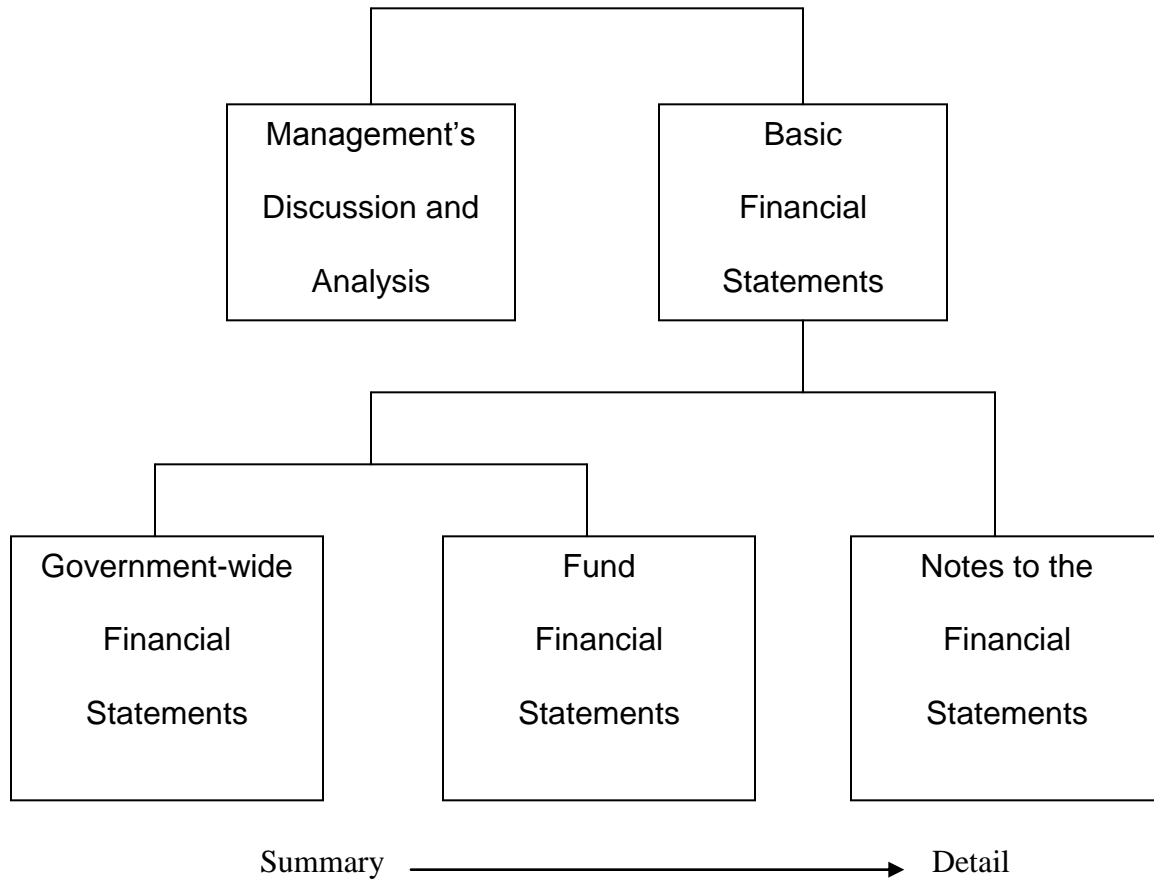 Management’s
Discussion and
Analysis
Basic
Financial
Statements
Government-wide
Financial
Statements
Fund
Financial
Statements
Notes to the
Financial
Statements
Summary
Detail